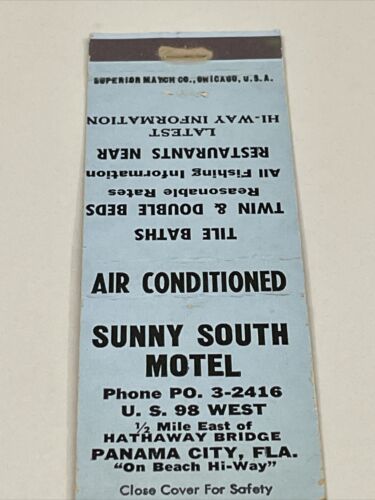 SUPERIOR MATCH CO., CHICAGO, U.S.A.
TILE BATHS
TWIN & DOUBLE BEDS
Reasonable Rates
All Fishing Information
RESTAURANTS NEAR
LATEST
HI-WAY INFORMATION
AIR CONDITIONED
SUNNY SOUTH
MOTEL
Phone PO. 3-2416
U. S. 98 WEST
1/2 Mile East of
HATHAWAY BRIDGE
PANAMA CITY, FLA.
"On Beach Hi-Way"
Close Cover For Safety